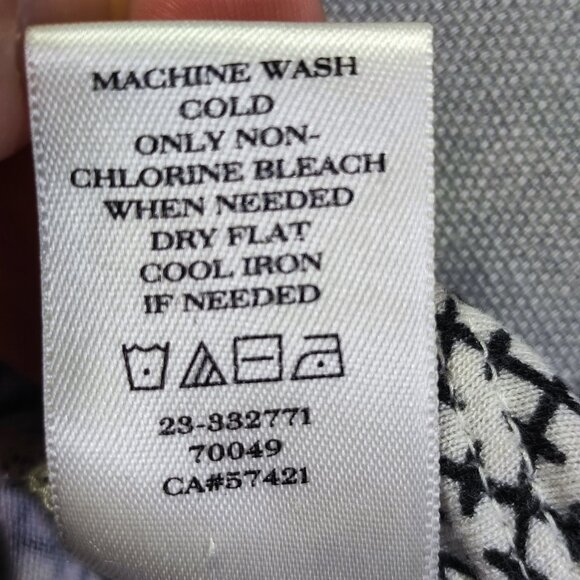 MACHINE WASH
COLD
ONLY NON-
CHLORINE BLEACH
WHEN NEEDED
DRY FLAT
COOL IRON
IF NEEDED
23-332771
70049
CA#57421